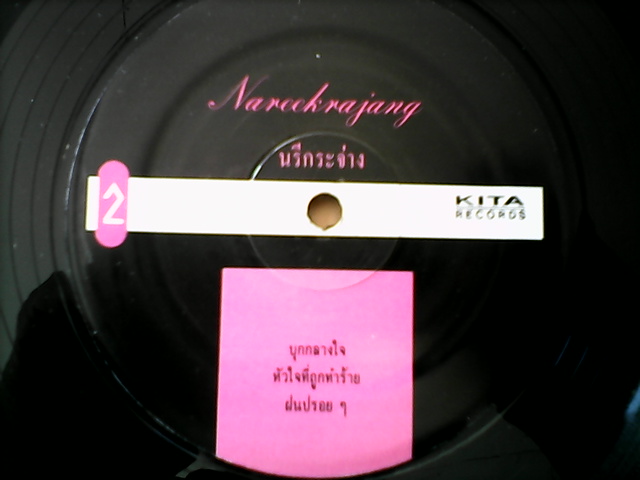 Nareekrajang
นรีกระจ่าง
2
KITA
RECORDS
บุกกลางใจ
หัวใจที่ถูกทำร้าย
ฝนปรอย ๆ